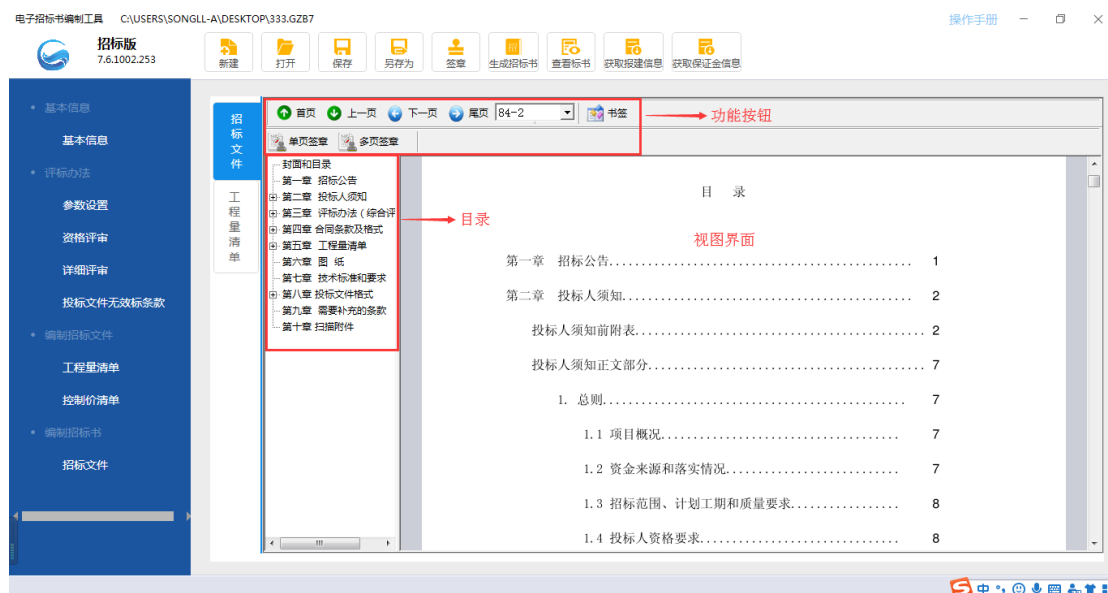 电子招标书编制工具 C:\USERS\SONGLL-A\DESKTOP\333.GZB7
操作手册
招标版
7.6.1002.253
新建
打开
保存
另存为
签章
生成招标书
查看标书
获取报建信息
获取保证金信息
基本信息
基本信息
评标办法
参数设置
资格评审
详细评审
投标文件无效标条款
编制招标文件
工程量清单
控制价清单
编制招标书
招标文件
招标文件
工程量清单
首页 上一页 下一页 尾页 84-2 书签
功能按钮
单页签章 多页签章
封面和目录
第一章 招标公告
第二章 投标人须知
第三章 评标办法(综合评
第四章 合同条款及格式
第五章 工程量清单
第六章 图 纸
第七章 技术标准和要求
第八章 投标文件格式
第九章 需要补充的条款
第十章 扫描附件
目录
目 录
视图界面
第一章 招标公告............................................... 1
第二章 投标人须知............................................. 2
投标人须知前附表............................................. 2
投标人须知正文部分........................................... 7
1. 总则............................................... 7
1.1 项目概况..................................... 7
1.2 资金来源和落实情况........................... 7
1.3 招标范围、计划工期和质量要求................. 8
1.4 投标人资格要求............................... 8
中